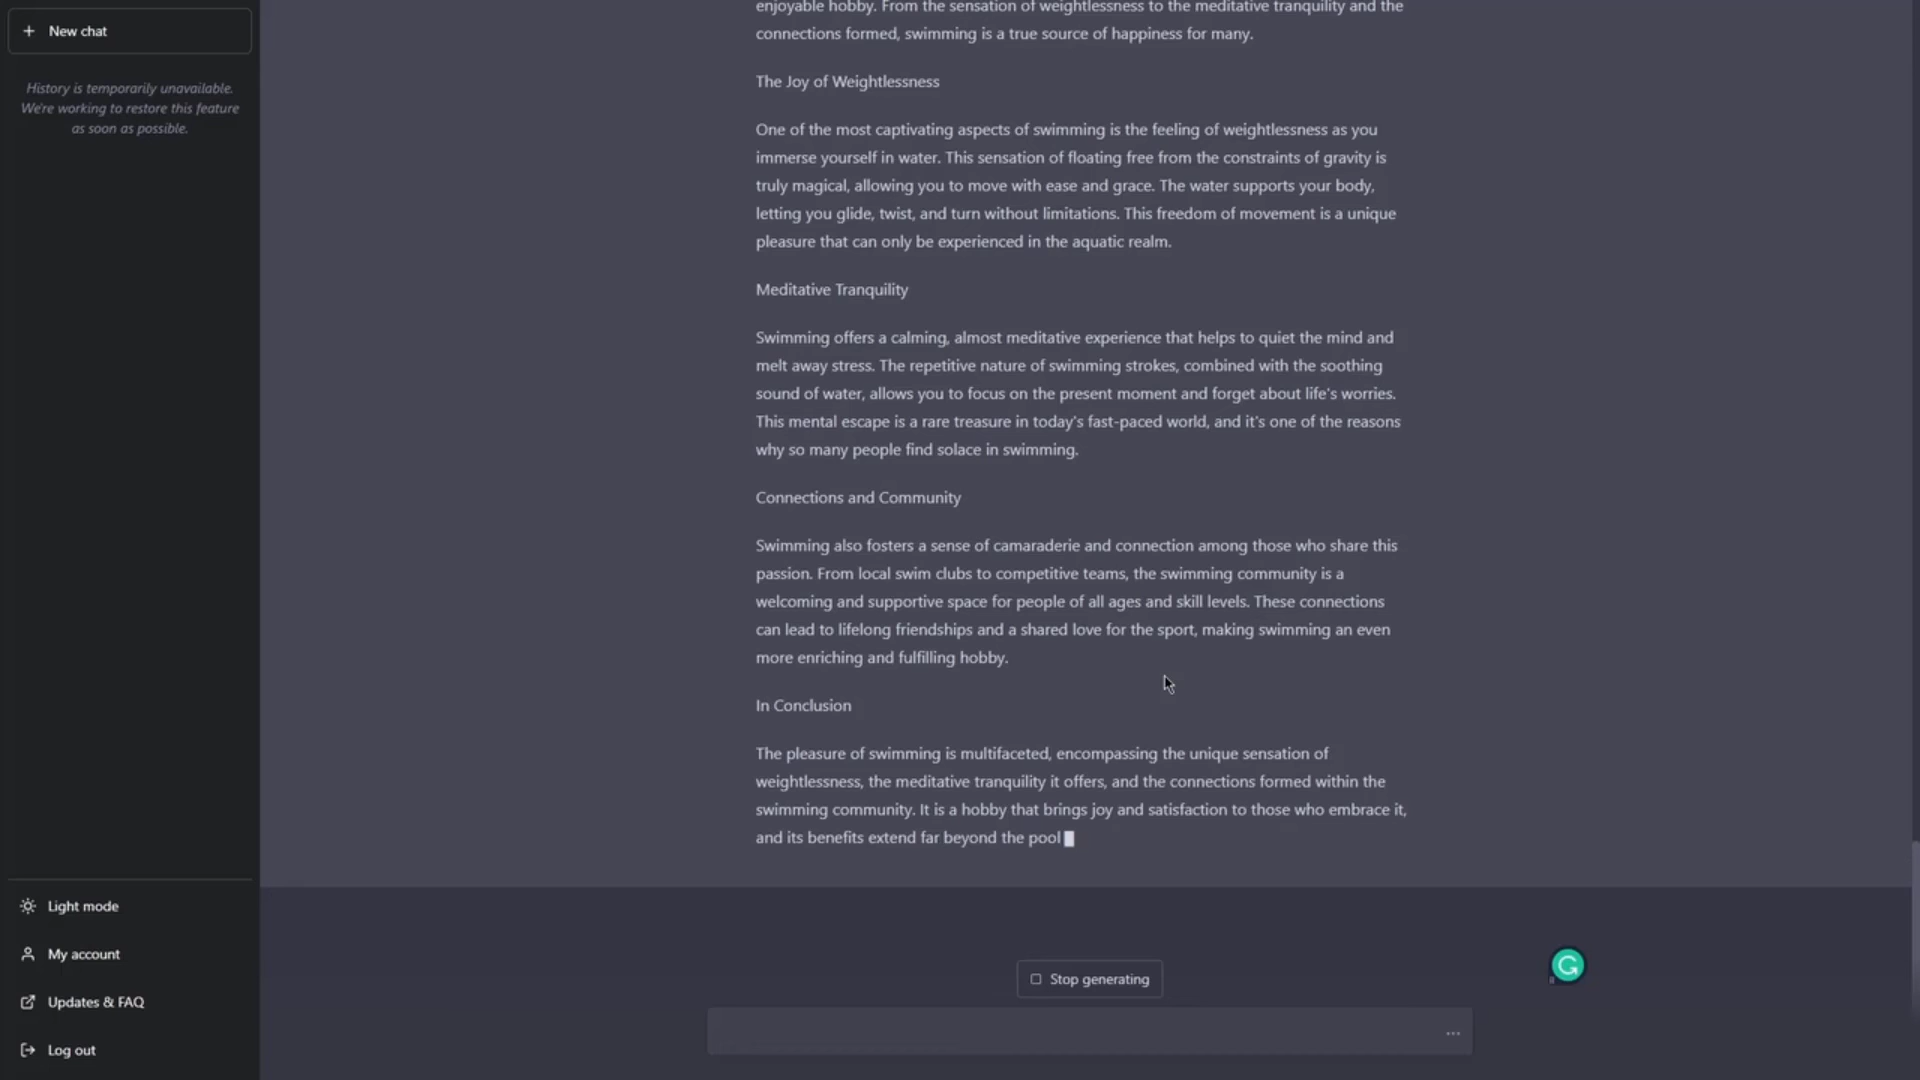 New chat
History is temporarily unavailable.
We're working to restore this feature
as soon as possible.
enjoyable hobby. From the sensation of weightlessness to the meditative tranquility and the
connections formed, swimming is a true source of happiness for many.
The Joy of Weightlessness
One of the most captivating aspects of swimming is the feeling of weightlessness as you
immerse yourself in water. This sensation of floating free from the constraints of gravity is
truly magical, allowing you to move with ease and grace. The water supports your body,
letting you glide, twist, and turn without limitations. This freedom of movement is a unique
pleasure that can only be experienced in the aquatic realm.
Meditative Tranquility
Swimming offers a calming, almost meditative experience that helps to quiet the mind and
melt away stress. The repetitive nature of swimming strokes, combined with the soothing
sound of water, allows you to focus on the present moment and forget about life's worries.
This mental escape is a rare treasure in today's fast-paced world, and it's one of the reasons
why so many people find solace in swimming.
Connections and Community
Swimming also fosters a sense of camaraderie and connection among those who share this
passion. From local swim clubs to competitive teams, the swimming community is a
welcoming and supportive space for people of all ages and skill levels. These connections
can lead to lifelong friendships and a shared love for the sport, making swimming an even
more enriching and fulfilling hobby.
In Conclusion
The pleasure of swimming is multifaceted, encompassing the unique sensation of
weightlessness, the meditative tranquility it offers, and the connections formed within the
swimming community. It is a hobby that brings joy and satisfaction to those who embrace it,
and its benefits extend far beyond the pool
Light mode
My account
Updates & FAQ
Log out
Stop generating